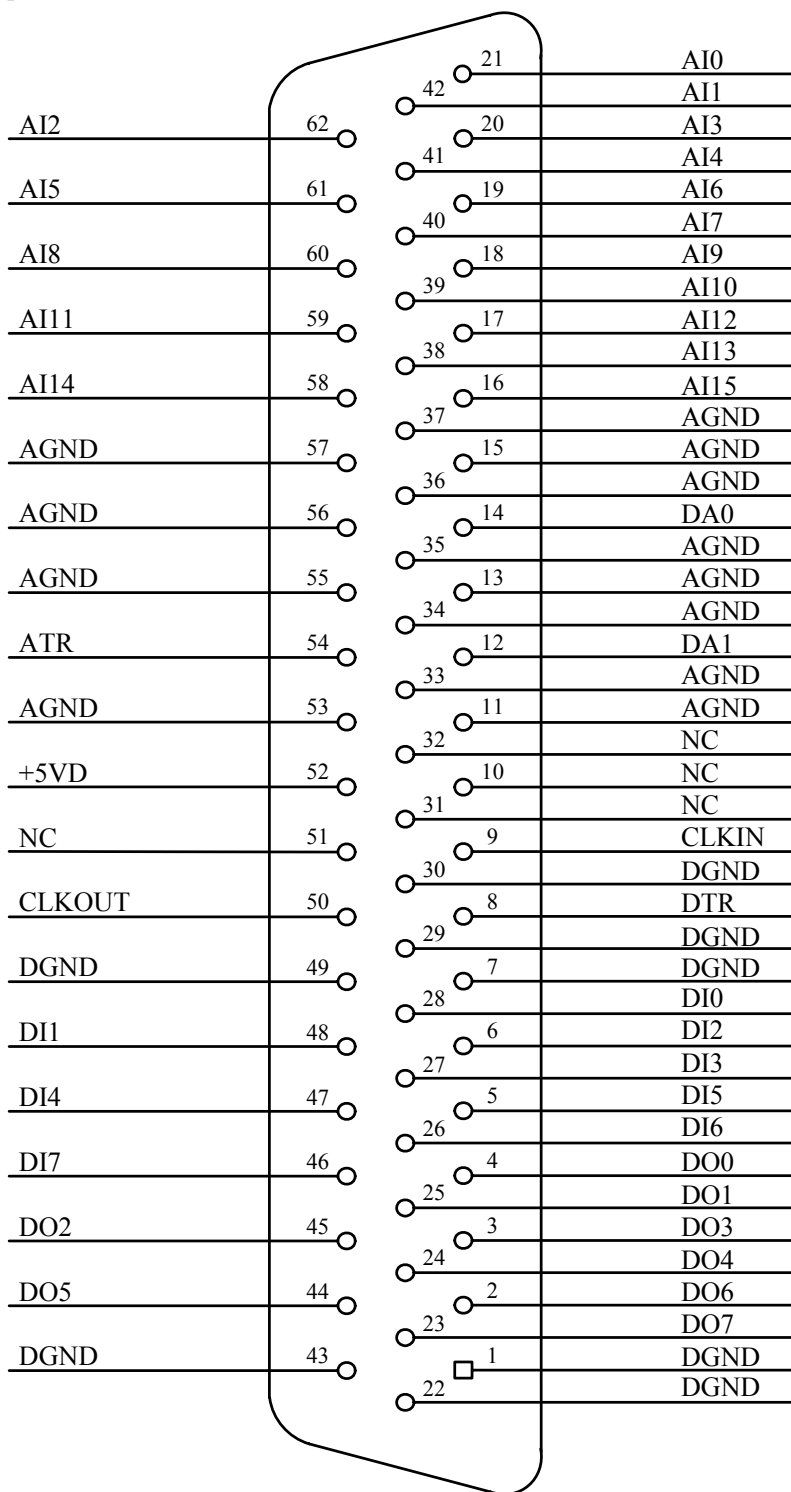 21 AI0
42 AI1
AI2 62 20 AI3
41 AI4
AI5 61 19 AI6
40 AI7
AI8 60 18 AI9
39 AI10
AI11 59 17 AI12
38 AI13
AI14 58 16 AI15
37 AGND
AGND 57 15 AGND
36 AGND
AGND 56 14 DA0
35 AGND
AGND 55 13 AGND
34 AGND
ATR 54 12 DA1
33 AGND
AGND 53 11 AGND
32 NC
+5VD 52 10 NC
31 NC
NC 51 9 CLKIN
30 DGND
CLKOUT 50 8 DTR
29 DGND
DGND 49 7 DGND
28 DI0
DI1 48 6 DI2
27 DI3
DI4 47 5 DI5
26 DI6
DI7 46 4 DO0
25 DO1
DO2 45 3 DO3
24 DO4
DO5 44 2 DO6
23 DO7
DGND 43 1 DGND
22 DGND